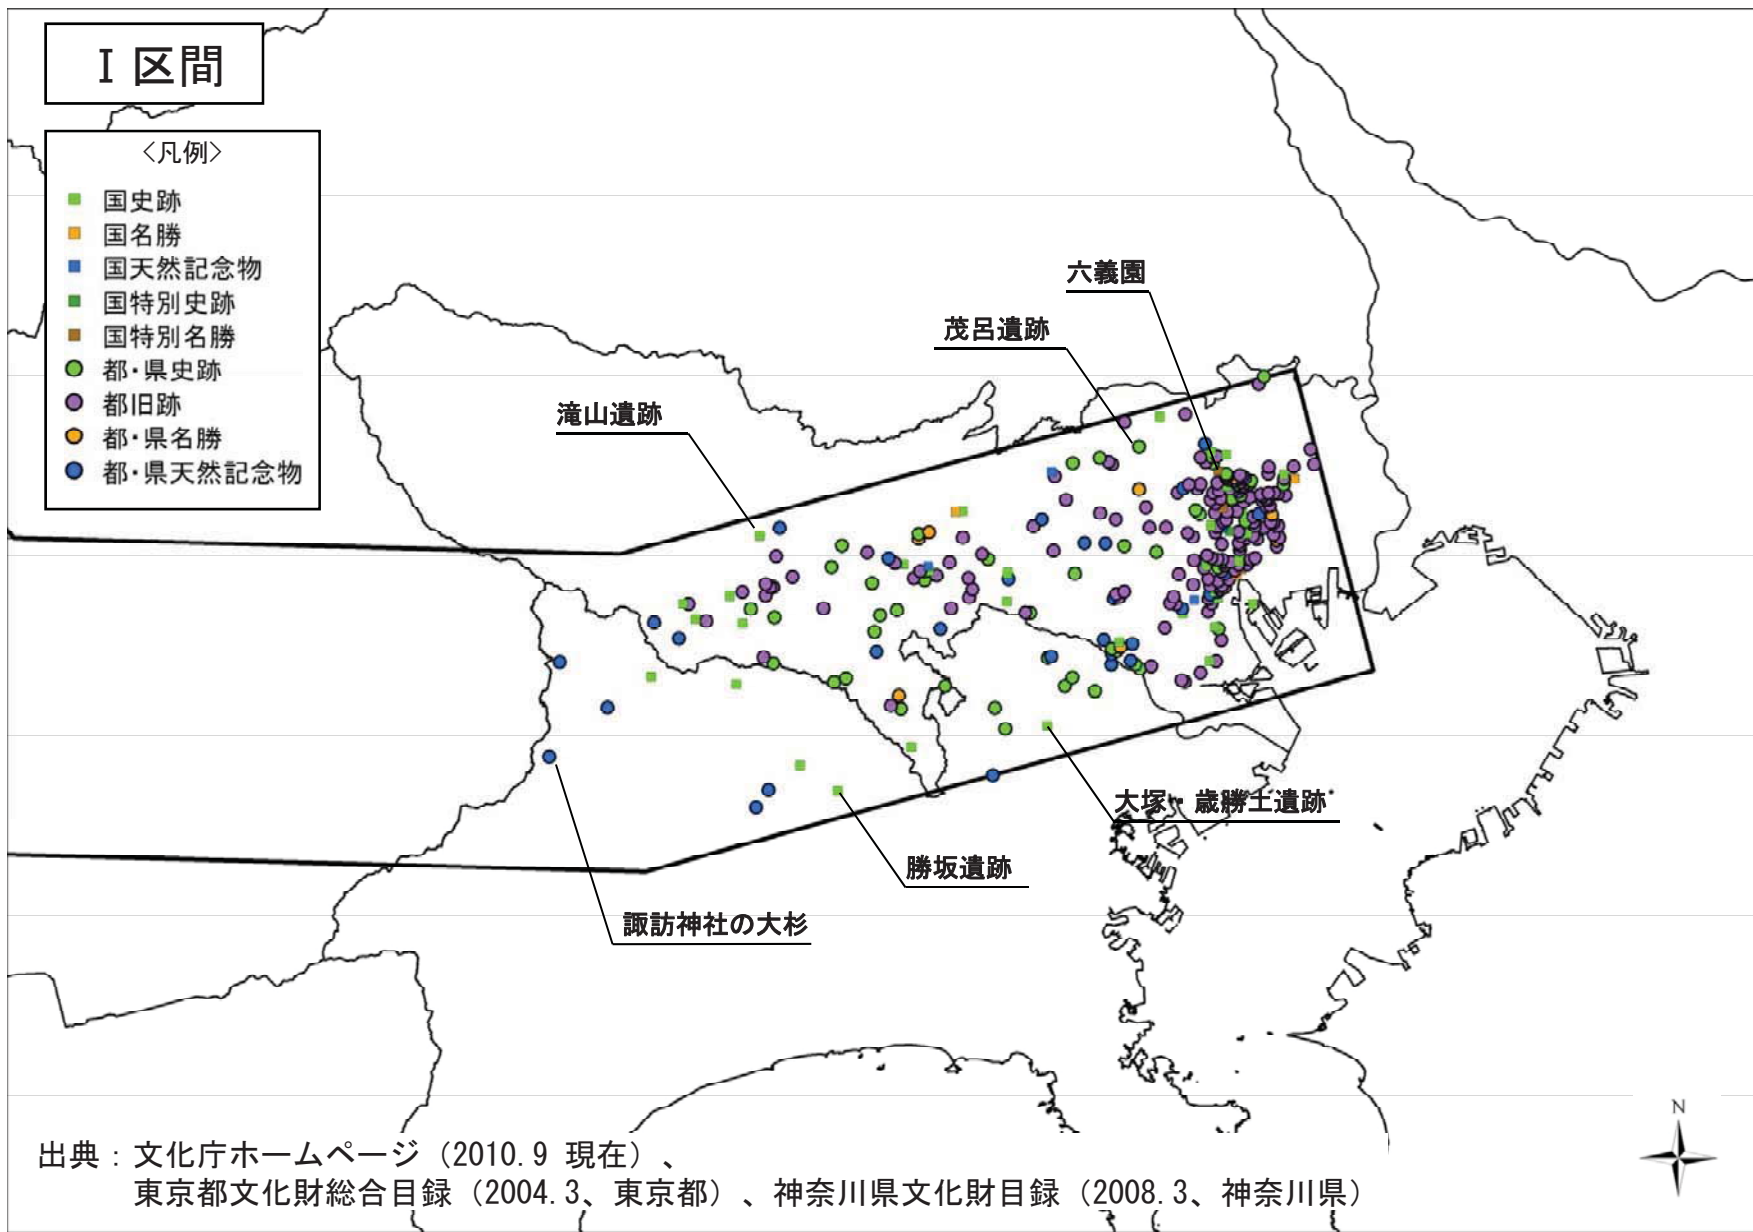 Ⅰ 区間
<凡例>
国史跡
国名勝
国天然記念物
国特別史跡
国特別名勝
都・県史跡
都旧跡
都・県名勝
都・県天然記念物
六義園
茂呂遺跡
滝山遺跡
大塚・歳勝土遺跡
勝坂遺跡
諏訪神社の大杉
N
出典：文化庁ホームページ（2010.9 現在）、
東京都文化財総合目録（2004.3、東京都）、神奈川県文化財目録（2008.3、神奈川県）